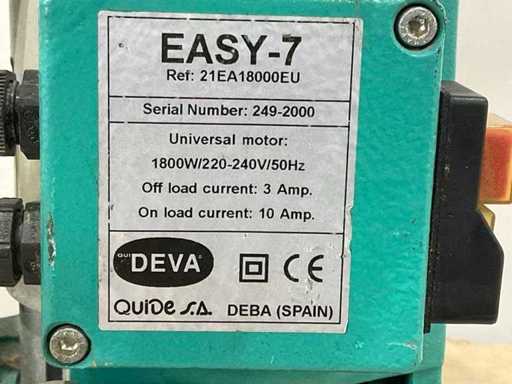 EASY-7
Ref: 21EA18000EU
Serial Number: 249-2000
Universal motor:
1800W/220-240V/50Hz
Off load current: 3 Amp.
On load current: 10 Amp.
QUI DEVA
CE
QuiDe S.A. DEBA (SPAIN)